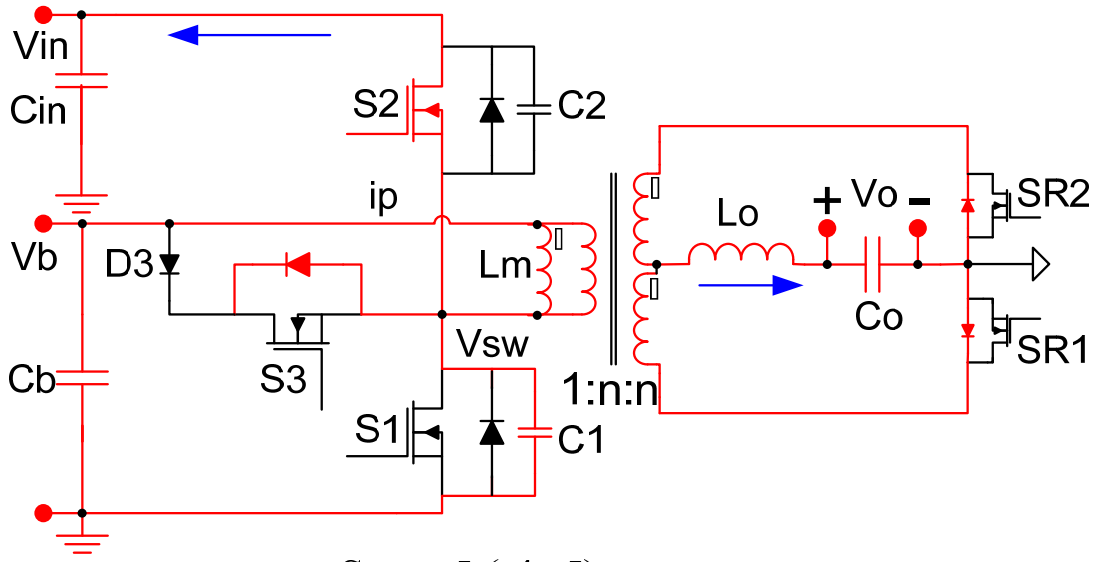 Vin
Cin
S2
C2
ip
Vb
D3
Lm
Lo
+ Vo -
SR2
Co
Vsw
S3
Cb
1:n:n
SR1
S1
C1